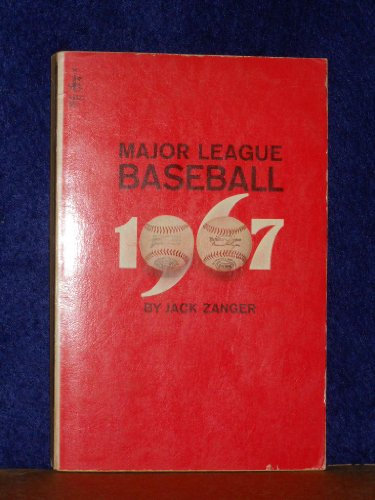 MAJOR LEAGUE
BASEBALL
1967
BY JACK ZANGER